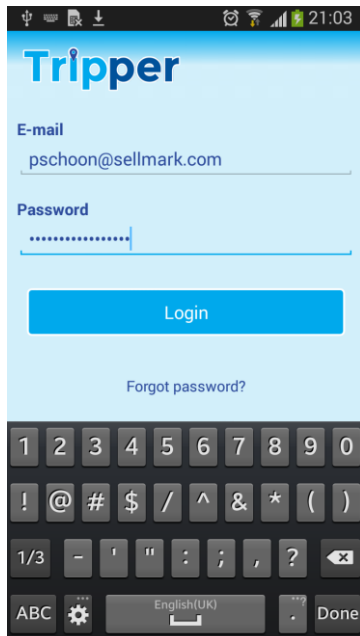 21:03
Tripper
E-mail
pschoon@sellmark.com
Password
•••••••••••••••••
Login
Forgot password?
1 2 3 4 5 6 7 8 9 0
! @ # $ / ^ & * ( )
1/3 - ' " : ; , ?
ABC English(UK) . ...? Done